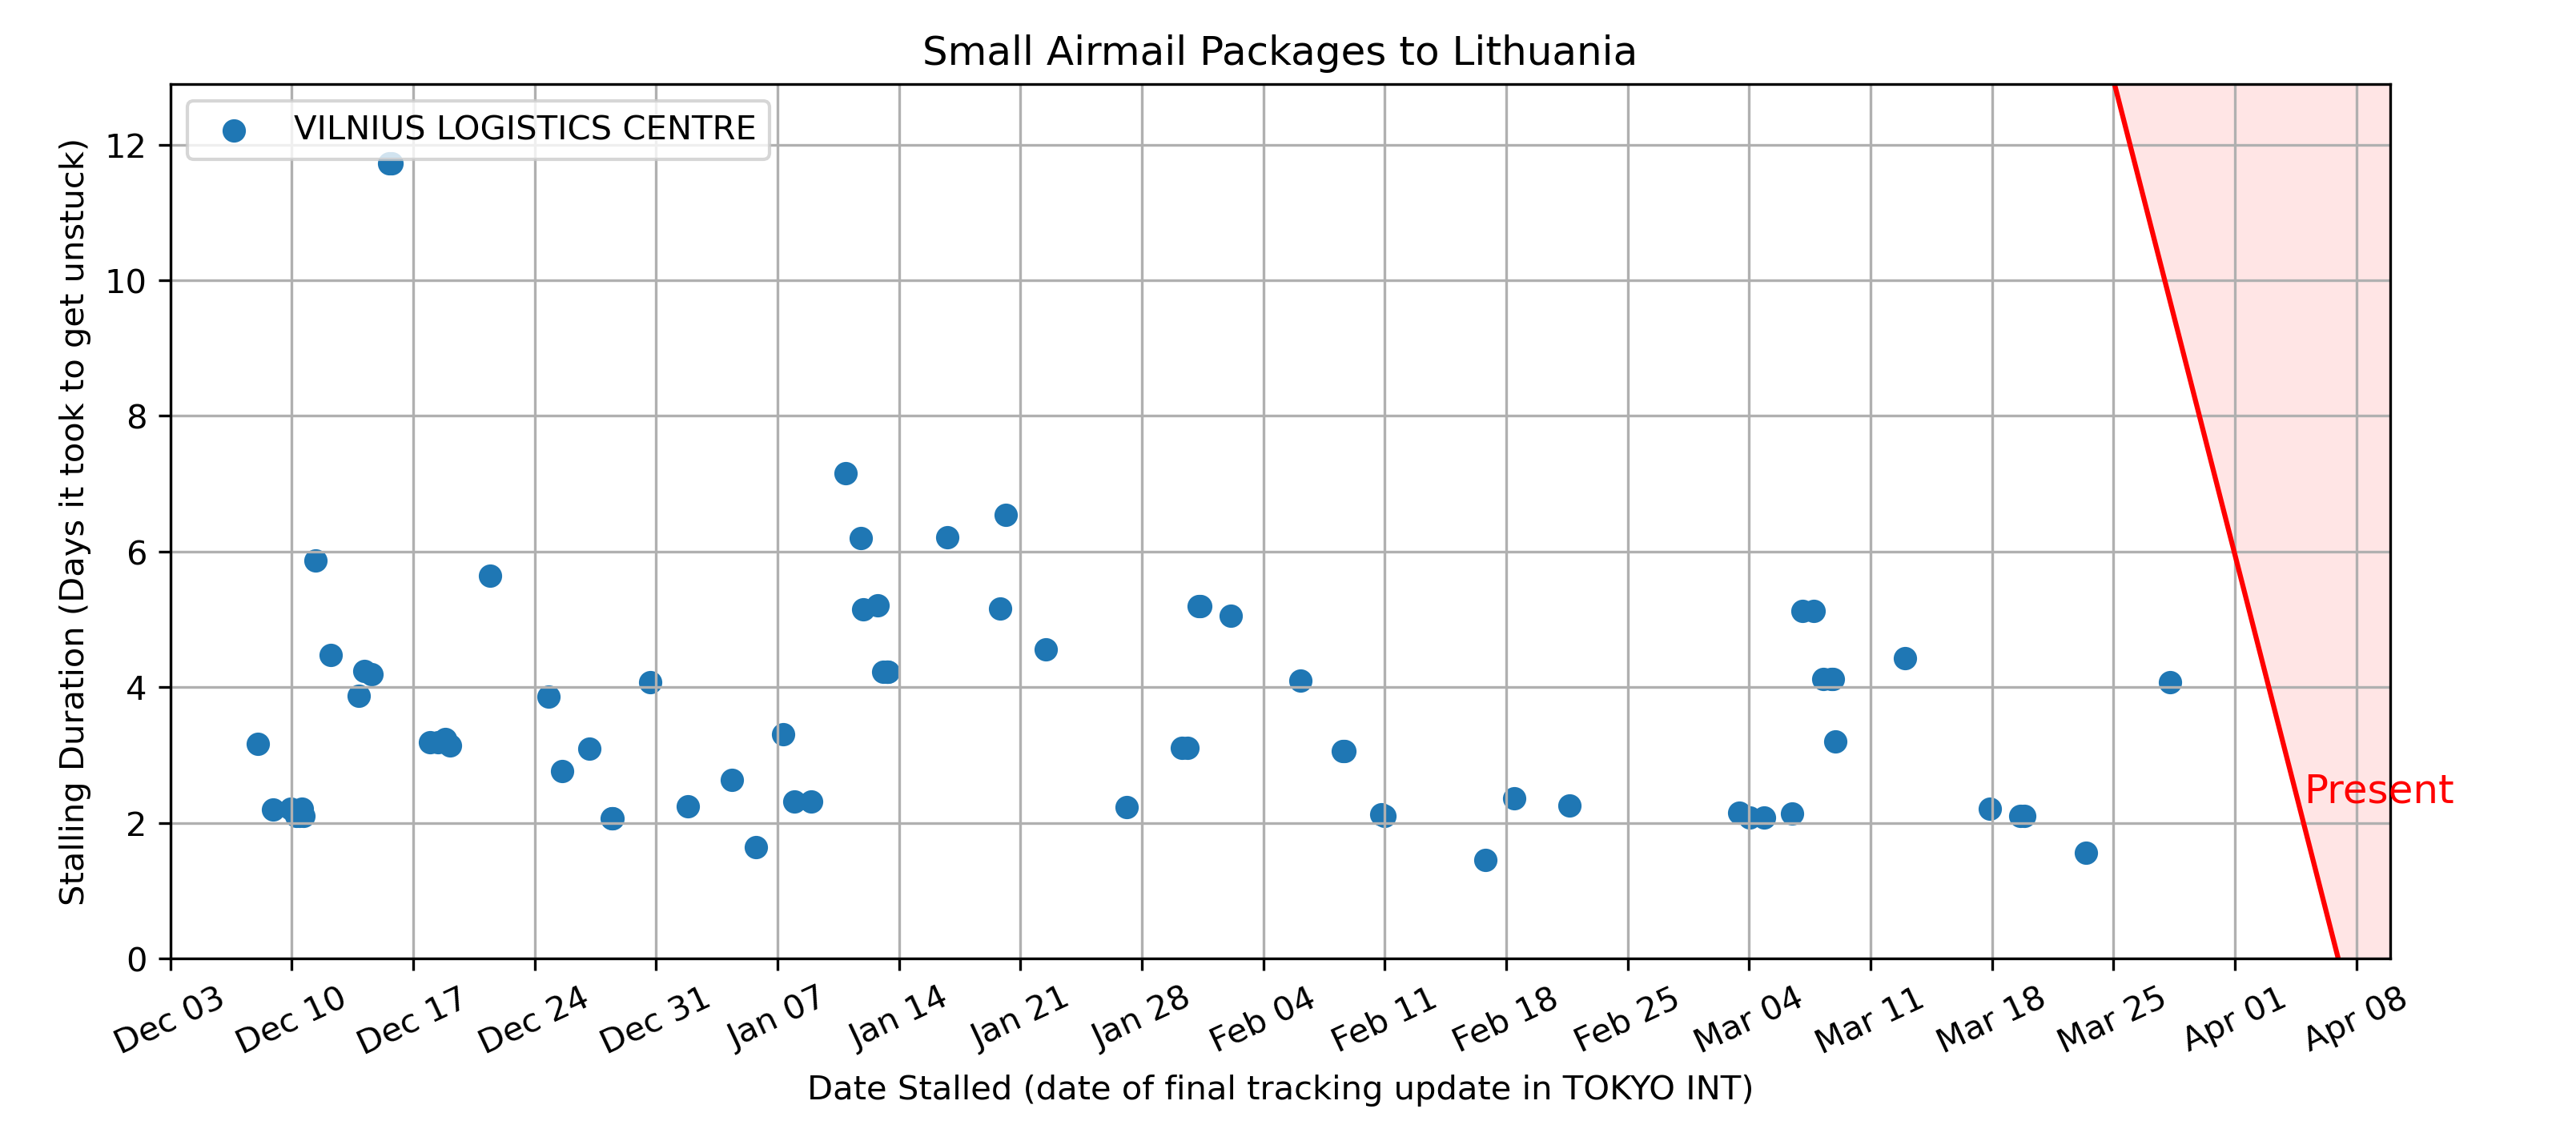 Small Airmail Packages to Lithuania
VILNIUS LOGISTICS CENTRE
Stalling Duration (Days it took to get unstuck)
12
10
8
6
4
2
0
Present
Dec 03 Dec 10 Dec 17 Dec 24 Dec 31 Jan 07 Jan 14 Jan 21 Jan 28 Feb 04 Feb 11 Feb 18 Feb 25 Mar 04 Mar 11 Mar 18 Mar 25 Apr 01 Apr 08
Date Stalled (date of final tracking update in TOKYO INT)